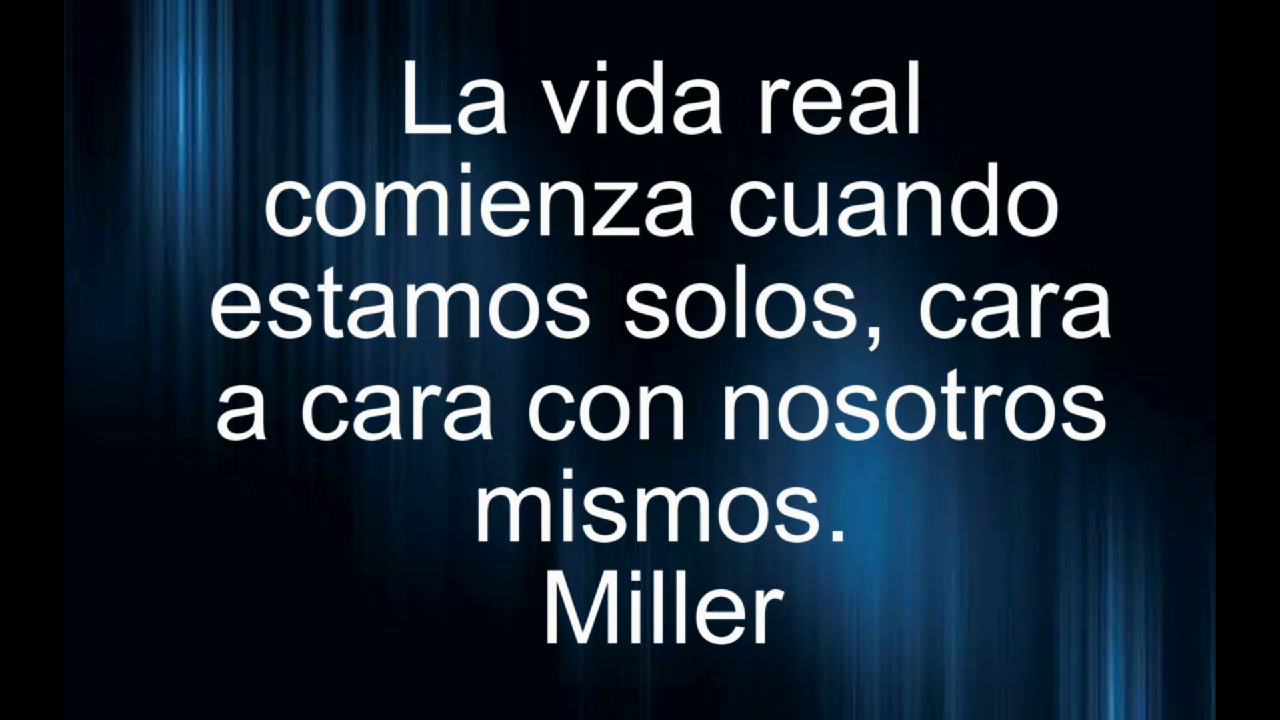 La vida real
comienza cuando
estamos solos, cara
a cara con nosotros
mismos.
Miller